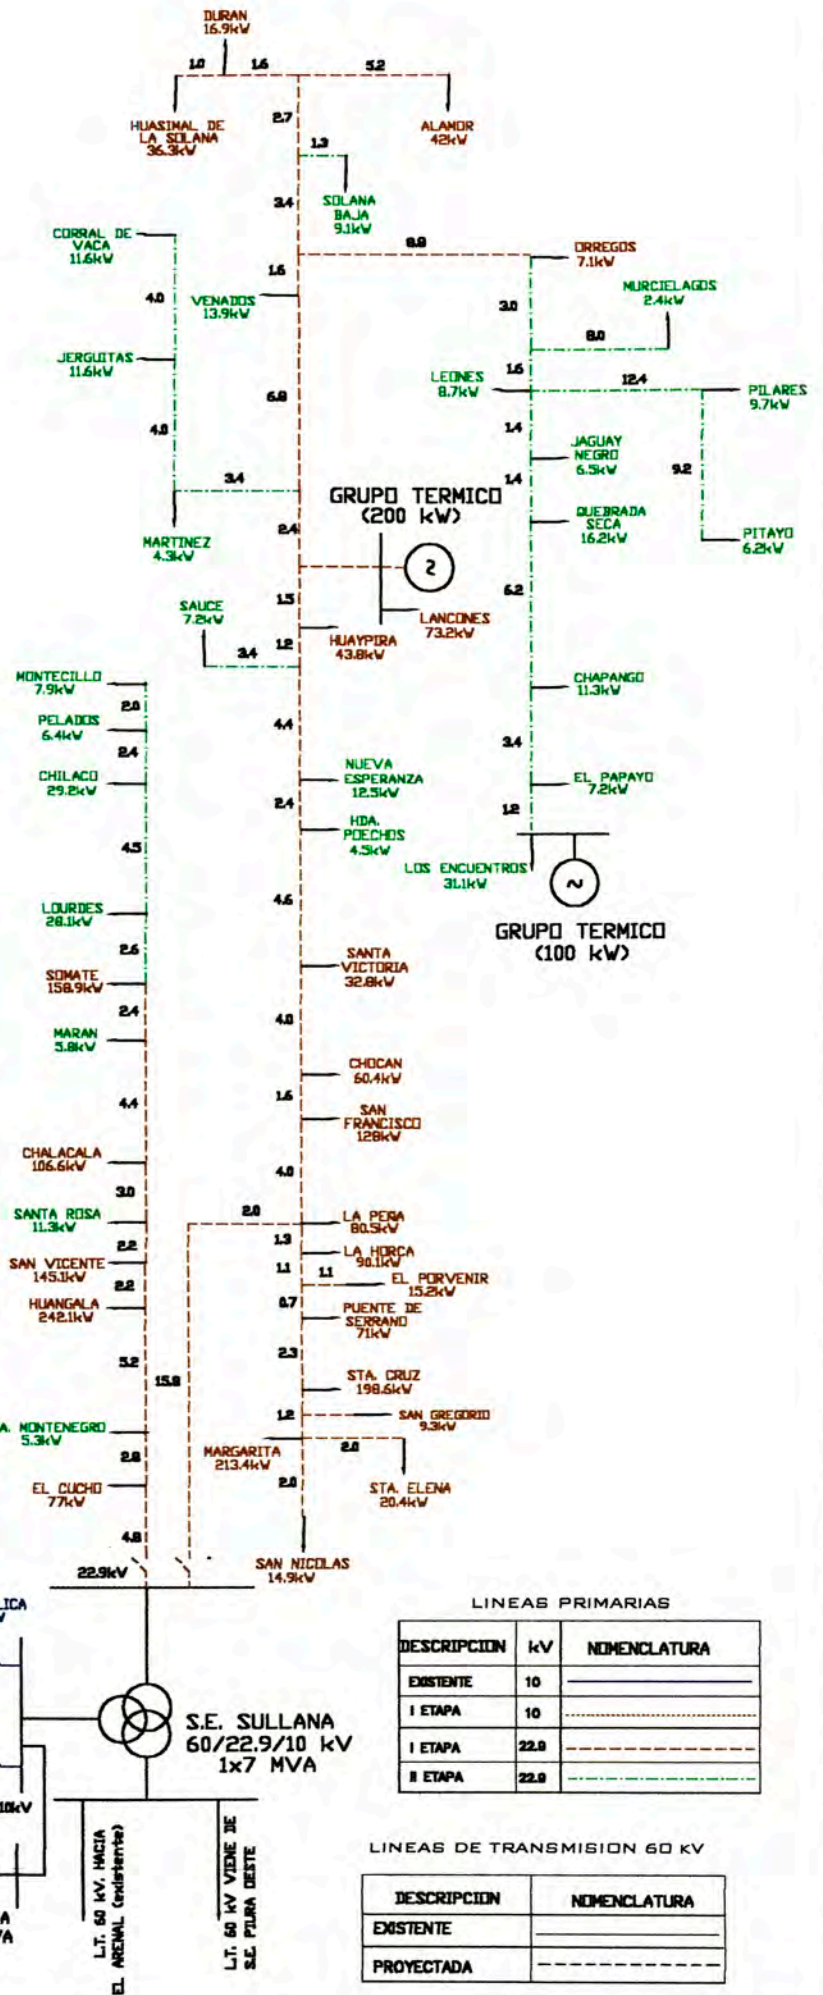 DURAN
16.9kW
1.0
1.6
5.2
HUASIMAL DE
LA SOLANA
36.3kW
2.7
ALAMOR
42kW
1.3
SOLANA
BAJA
9.1kW
3.4
CORRAL DE
VACA
11.6kW
8.8
ORREGOS
7.1kW
1.6
VENADOS
13.9kW
4.0
3.0
MURCIELAGOS
2.4kW
8.0
JERGUITAS
11.6kW
1.6
LEONES
8.7kW
12.4
PILARES
9.7kW
6.8
4.0
1.4
JAGUAY
NEGRO
6.5kW
9.2
3.4
1.4
GRUPO TERMICO
(200 kW)
QUEBRADA
SECA
16.2kW
MARTINEZ
4.3kW
2.4
PITAYO
6.2kW
2
1.5
SAUCE
7.2kW
LANCONES
73.2kW
6.2
1.2
HUAYPIRA
43.8kW
3.4
MONTECILLO
7.9kW
CHAPANGO
11.3kW
2.0
PELADOS
6.4kW
4.4
3.4
2.4
NUEVA
ESPERANZA
12.5kW
CHILACO
29.2kW
EL PAPAYO
7.2kW
2.4
1.2
HDA.
POECHOS
4.5kW
4.5
LOS ENCUENTROS
31.1kW
~
4.6
LOURDES
28.1kW
GRUPO TERMICO
(100 kW)
2.6
SANTA
VICTORIA
32.8kW
SOMATE
158.9kW
2.4
4.0
MARAN
5.8kW
CHOCAN
60.4kW
4.4
1.6
SAN
FRANCISCO
128kW
CHALACALA
106.6kW
4.0
3.0
SANTA ROSA
11.3kW
2.0
LA PEÑA
80.5kW
2.2
1.3
SAN VICENTE
145.1kW
LA HORCA
90.1kW
1.1
1.1
EL PORVENIR
15.2kW
2.2
HUANGALA
242.1kW
0.7
PUENTE DE
SERRANO
71kW
2.3
5.2
15.8
STA. CRUZ
198.6kW
1.2
SAN GREGORIO
9.3kW
A. MONTENEGRO
5.3kW
MARGARITA
213.4kW
2.0
2.8
EL CUCHO
77kW
2.0
STA. ELENA
20.4kW
4.8
SAN NICOLAS
14.9kW
22.9kV
LINEAS PRIMARIAS
DESCRIPCION kV NOMENCLATURA
EXISTENTE 10
I ETAPA 10
I ETAPA 22.9
II ETAPA 22.9
LICA
S.E. SULLANA
60/22.9/10 kV
1x7 MVA
10kV
L.T. 60 kV. HACIA
EL ARENAL (existente)
L.T. 60 kV VIENE DE
S.E. PIURA OESTE
LINEAS DE TRANSMISION 60 KV
DESCRIPCION NOMENCLATURA
EXISTENTE
PROYECTADA